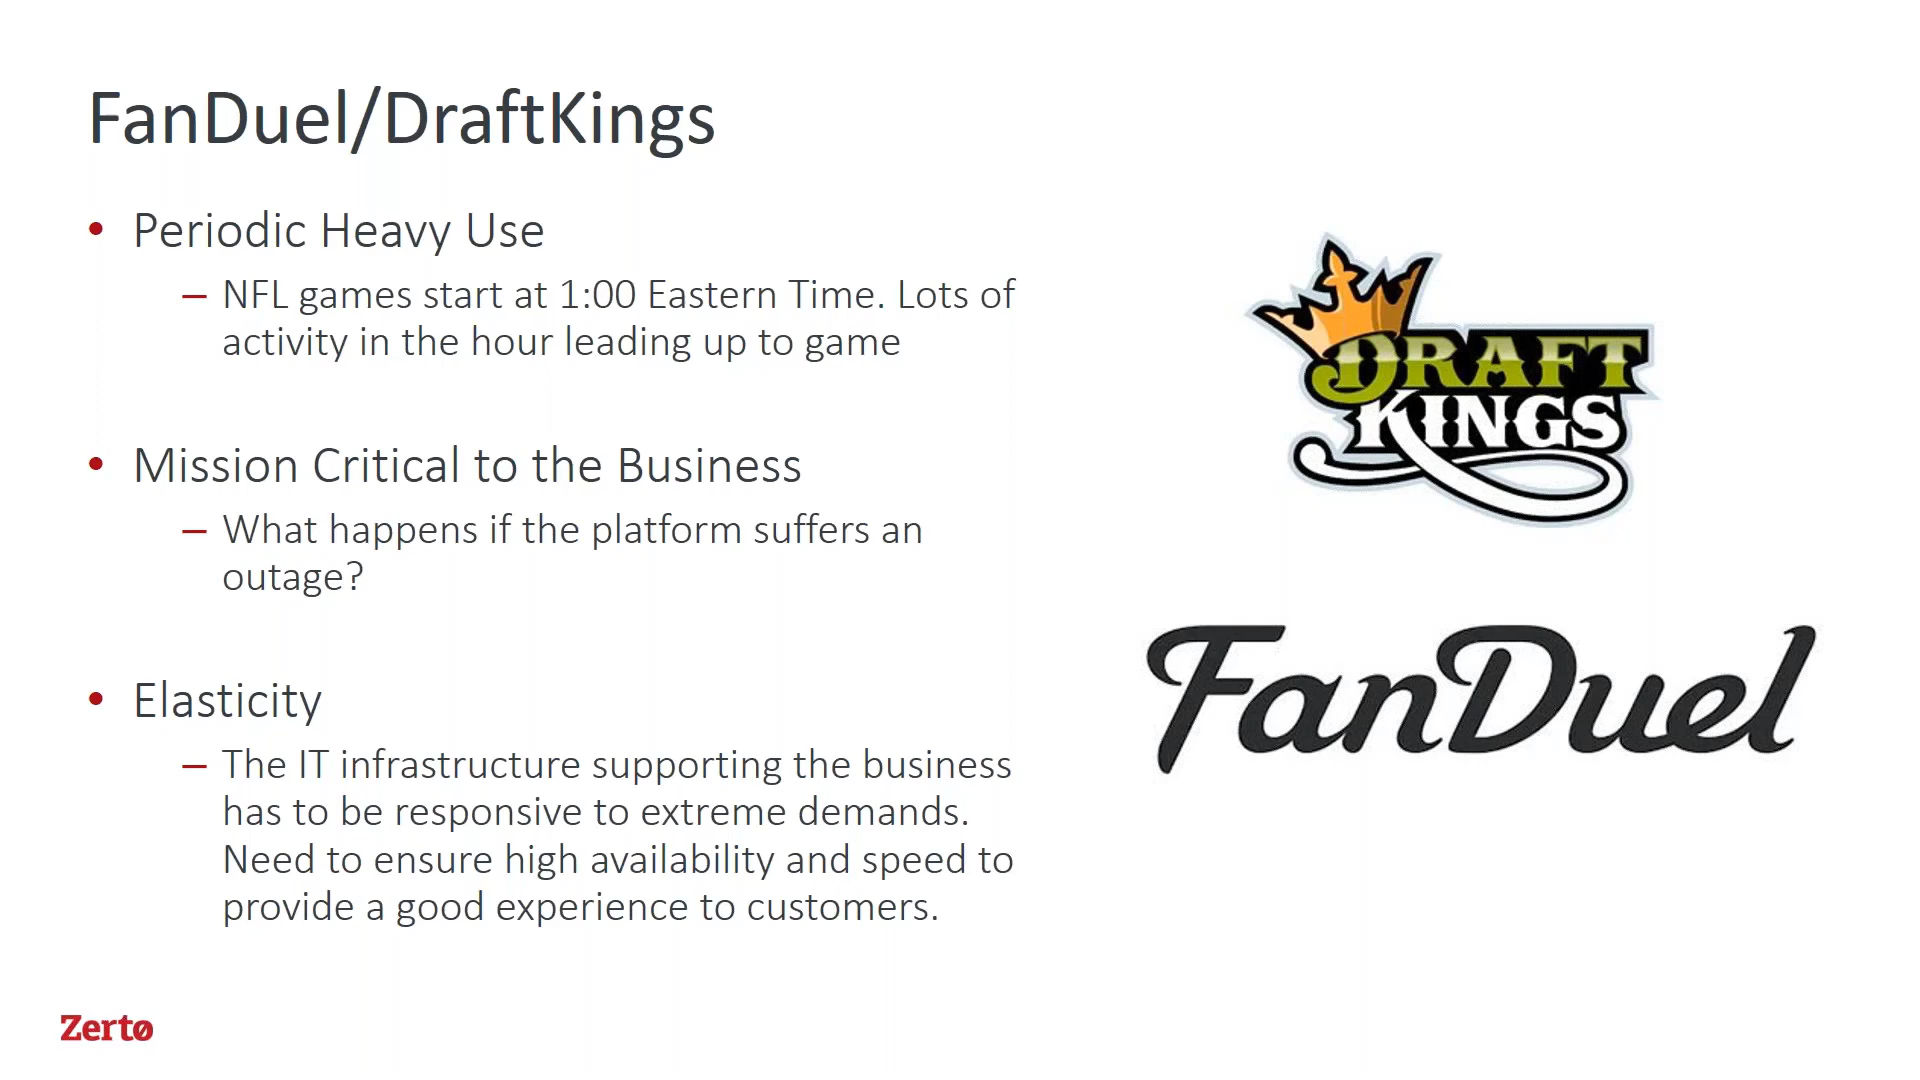 FanDuel/DraftKings
• Periodic Heavy Use
– NFL games start at 1:00 Eastern Time. Lots of
activity in the hour leading up to game
• Mission Critical to the Business
– What happens if the platform suffers an
outage?
• Elasticity
– The IT infrastructure supporting the business
has to be responsive to extreme demands.
Need to ensure high availability and speed to
provide a good experience to customers.
DRAFT
KINGS
FanDuel
Zerto